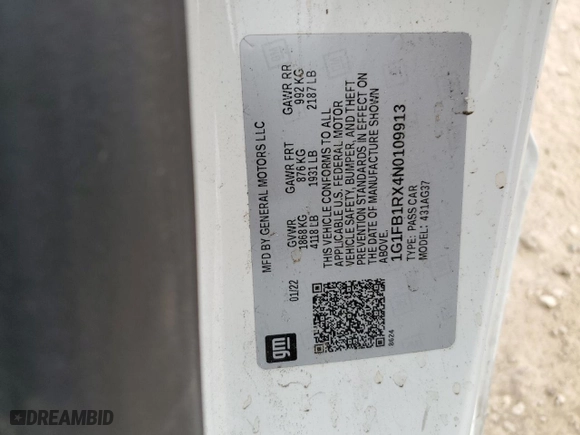 MFD BY GENERAL MOTORS LLC
01/22
GVWR
1868 KG
4118 LB
GAWR FRT
876 KG
1931 LB
GAWR RR
992 KG
2187 LB
THIS VEHICLE CONFORMS TO ALL
APPLICABLE U.S. FEDERAL MOTOR
VEHICLE SAFETY, BUMPER, AND THEFT
PREVENTION STANDARDS IN EFFECT ON
THE DATE OF MANUFACTURE SHOWN
ABOVE.
1G1FB1RX4N0109913
TYPE: PASS CAR
MODEL: 431AG37
gm
8624
DREAMBID